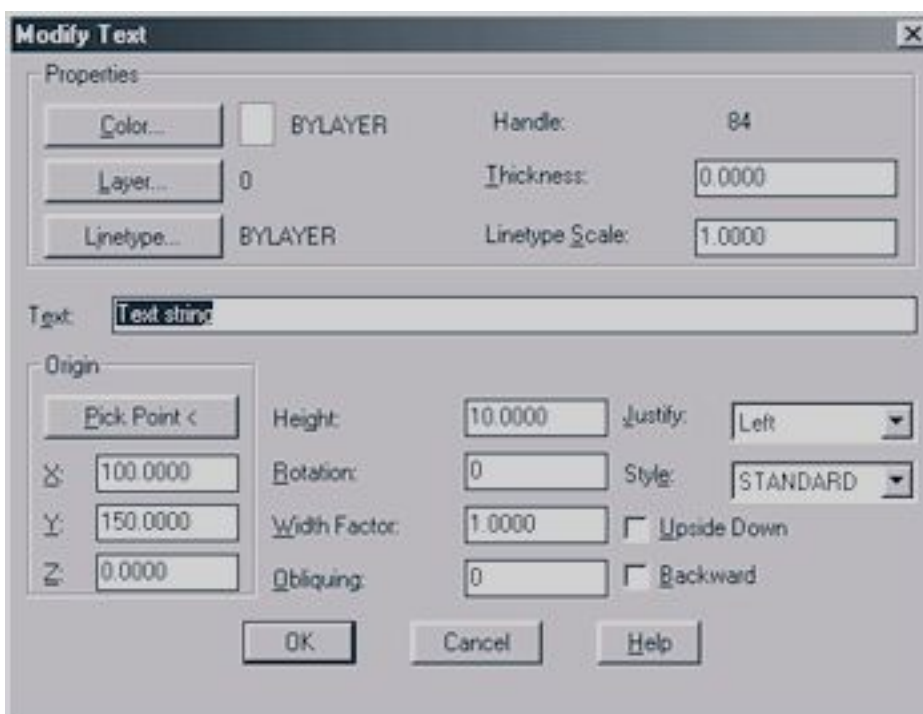 Modify Text
Properties
Color... BYLAYER Handle: 84
Layer... 0 Thickness: 0.0000
Linetype... BYLAYER Linetype Scale: 1.0000
Text: Text string
Origin
Pick Point < Height: 10.0000 Justify: Left
X: 100.0000 Rotation: 0 Style: STANDARD
Y: 150.0000 Width Factor: 1.0000 Upside Down
Z: 0.0000 Obliquing: 0 Backward
OK Cancel Help